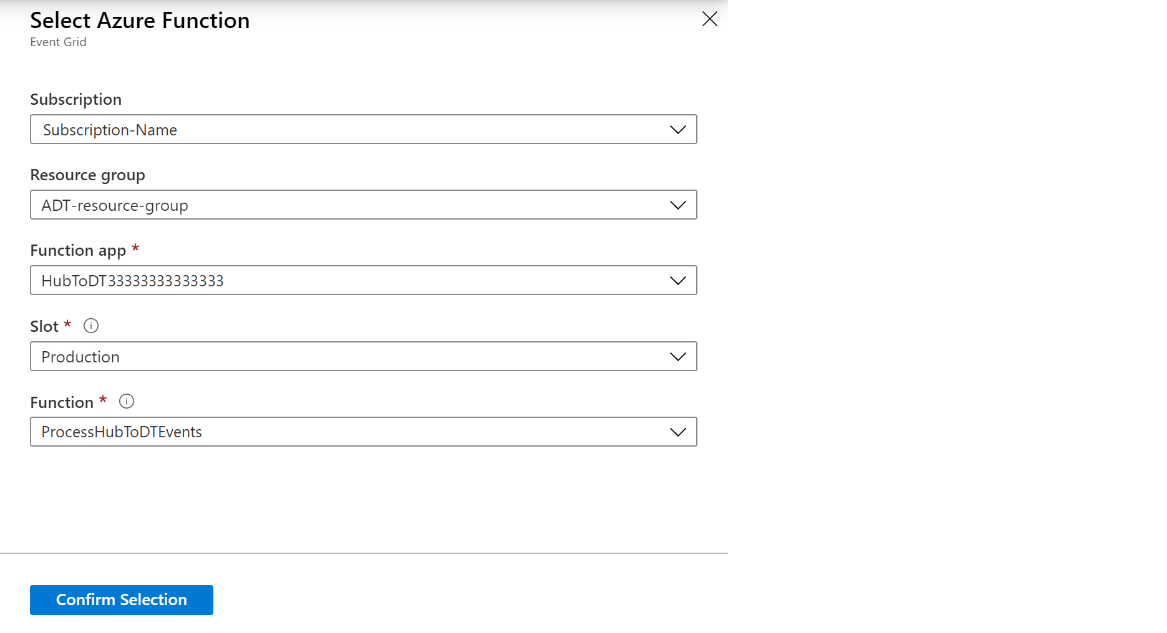 Select Azure Function
Event Grid
Subscription
Subscription-Name
Resource group
ADT-resource-group
Function app *
HubToDT33333333333333
Slot *
Production
Function *
ProcessHubToDTEvents
Confirm Selection